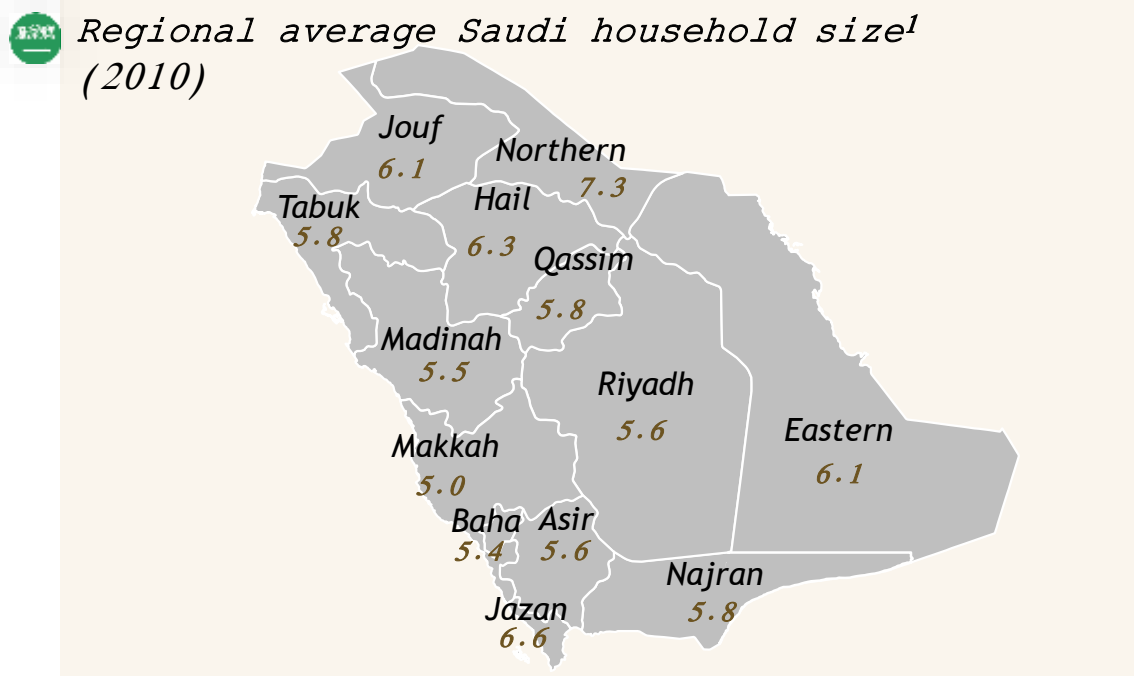 Regional average Saudi household size¹
(2010)
Jouf
6.1
Northern
7.3
Hail
6.3
Tabuk
5.8
Qassim
5.8
Madinah
5.5
Riyadh
5.6
Eastern
6.1
Makkah
5.0
Baha
5.4
Asir
5.6
Najran
5.8
Jazan
6.6